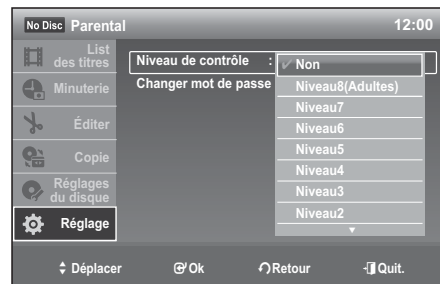 No Disc Parental 12:00
List
des titres
Minuterie
Éditer
Copie
Réglages
du disque
Réglage
Niveau de contrôle :
Changer mot de passe
✓ Non
Niveau8(Adultes)
Niveau7
Niveau6
Niveau5
Niveau4
Niveau3
Niveau2
Déplacer Ok Retour Quit.